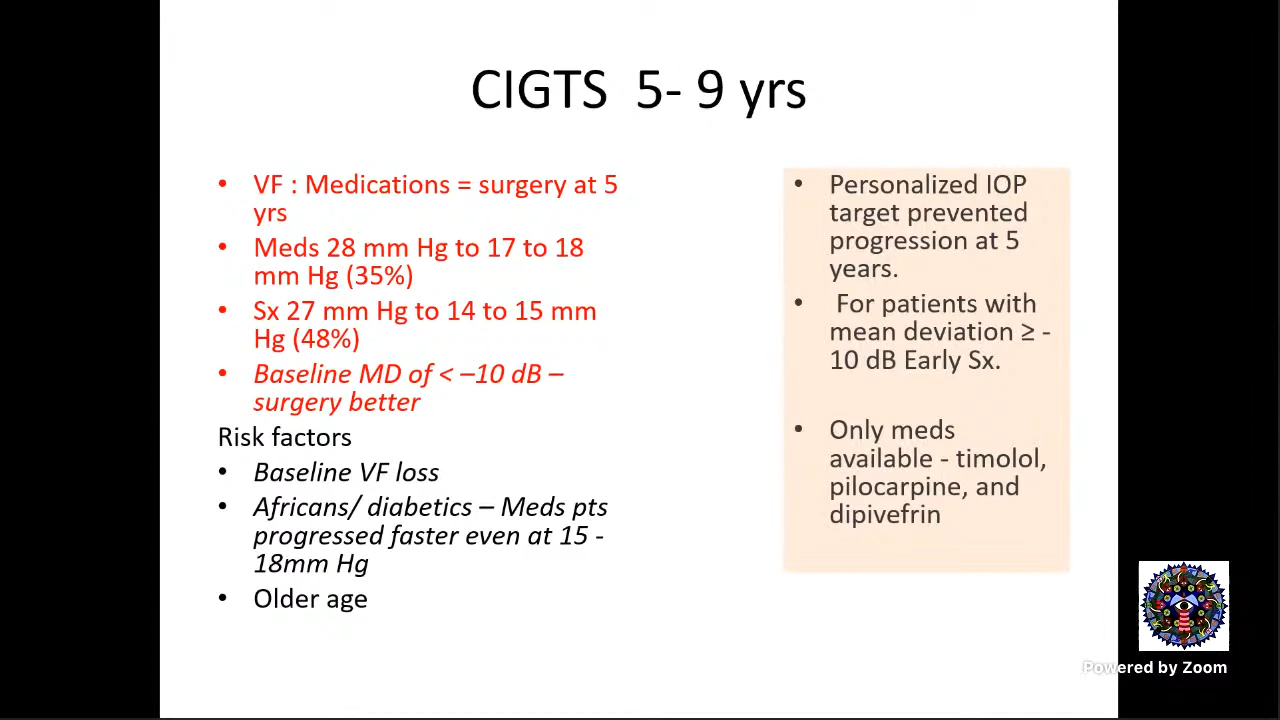 CIGTS 5- 9 yrs
• VF : Medications = surgery at 5
yrs
• Meds 28 mm Hg to 17 to 18
mm Hg (35%)
• Sx 27 mm Hg to 14 to 15 mm
Hg (48%)
• Baseline MD of < –10 dB –
surgery better
Risk factors
• Baseline VF loss
• Africans/ diabetics – Meds pts
progressed faster even at 15 -
18mm Hg
• Older age
• Personalized IOP
target prevented
progression at 5
years.
• For patients with
mean deviation ≥ -
10 dB Early Sx.
• Only meds
available - timolol,
pilocarpine, and
dipivefrin
Powered by Zoom